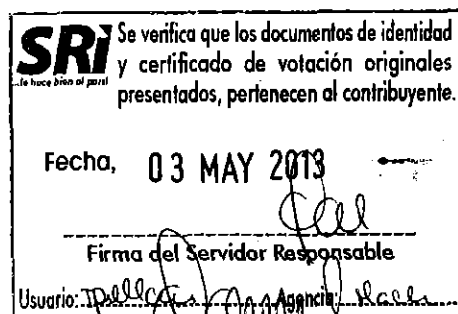 SRi Se verifica que los documentos de identidad
...le hace bien al país! y certificado de votación originales
presentados, pertenecen al contribuyente.
Fecha, 03 MAY 2013
Firma del Servidor Responsable
Usuario: Agencia: